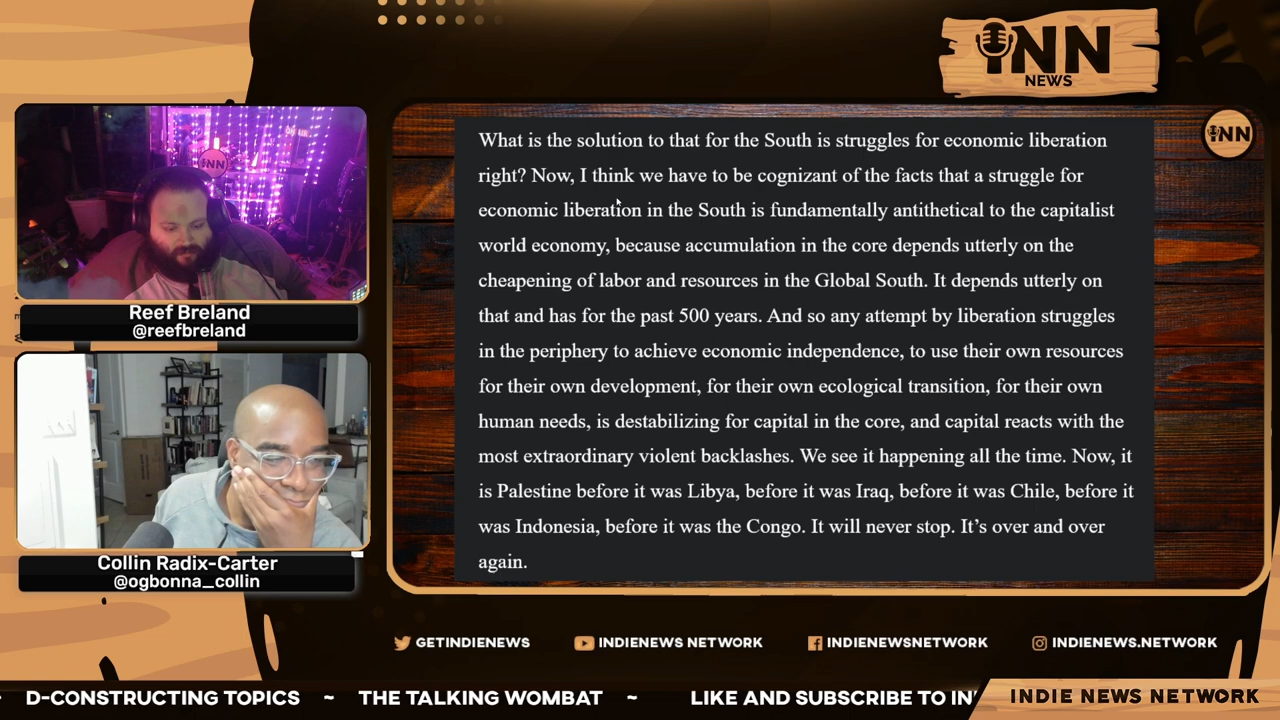 iNN
NEWS
iNN
What is the solution to that for the South is struggles for economic liberation
right? Now, I think we have to be cognizant of the facts that a struggle for
economic liberation in the South is fundamentally antithetical to the capitalist
world economy, because accumulation in the core depends utterly on the
cheapening of labor and resources in the Global South. It depends utterly on
that and has for the past 500 years. And so any attempt by liberation struggles
in the periphery to achieve economic independence, to use their own resources
for their own development, for their own ecological transition, for their own
human needs, is destabilizing for capital in the core, and capital reacts with the
most extraordinary violent backlashes. We see it happening all the time. Now, it
is Palestine before it was Libya, before it was Iraq, before it was Chile, before it
was Indonesia, before it was the Congo. It will never stop. It’s over and over
again.
iNN
Reef Breland
@reefbreland
Collin Radix-Carter
@ogbonna_collin
GETINDIENEWS
INDIENEWS NETWORK
INDIENEWSNETWORK
INDIENEWS.NETWORK
D-CONSTRUCTING TOPICS ~ THE TALKING WOMBAT ~ LIKE AND SUBSCRIBE TO
INDIE NEWS NETWORK